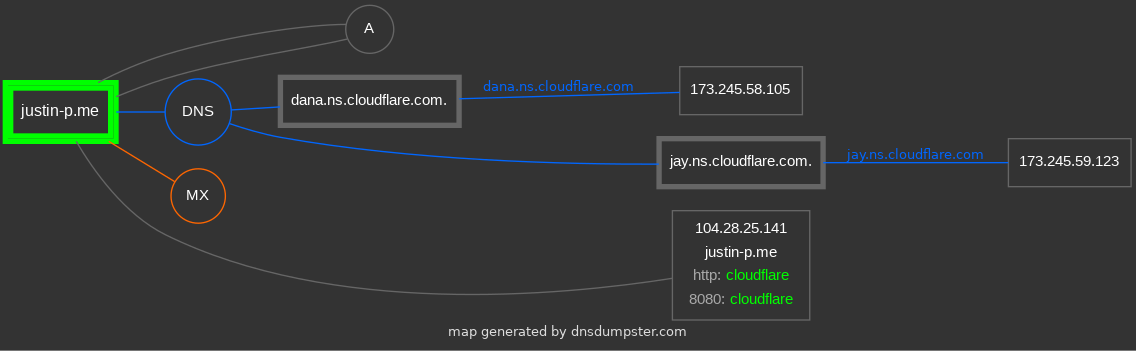 A
justin-p.me
DNS
MX
dana.ns.cloudflare.com.
dana.ns.cloudflare.com
173.245.58.105
jay.ns.cloudflare.com.
jay.ns.cloudflare.com
173.245.59.123
104.28.25.141
justin-p.me
http: cloudflare
8080: cloudflare
map generated by dnsdumpster.com